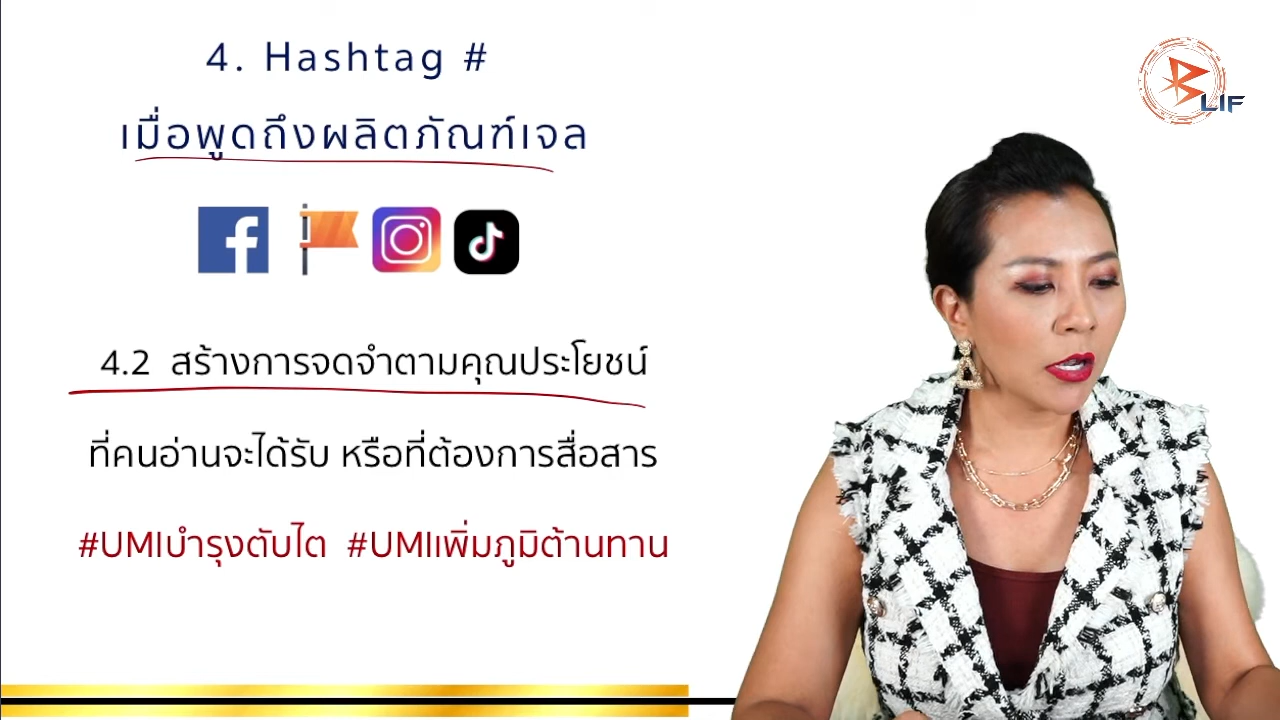 4. Hashtag #
เมื่อพูดถึงผลิตภัณฑ์เจล
4.2 สร้างการจดจำตามคุณประโยชน์
ที่คนอ่านจะได้รับ หรือที่ต้องการสื่อสาร
#UMIบำรุงตับไต #UMIเพิ่มภูมิต้านทาน
B LIF